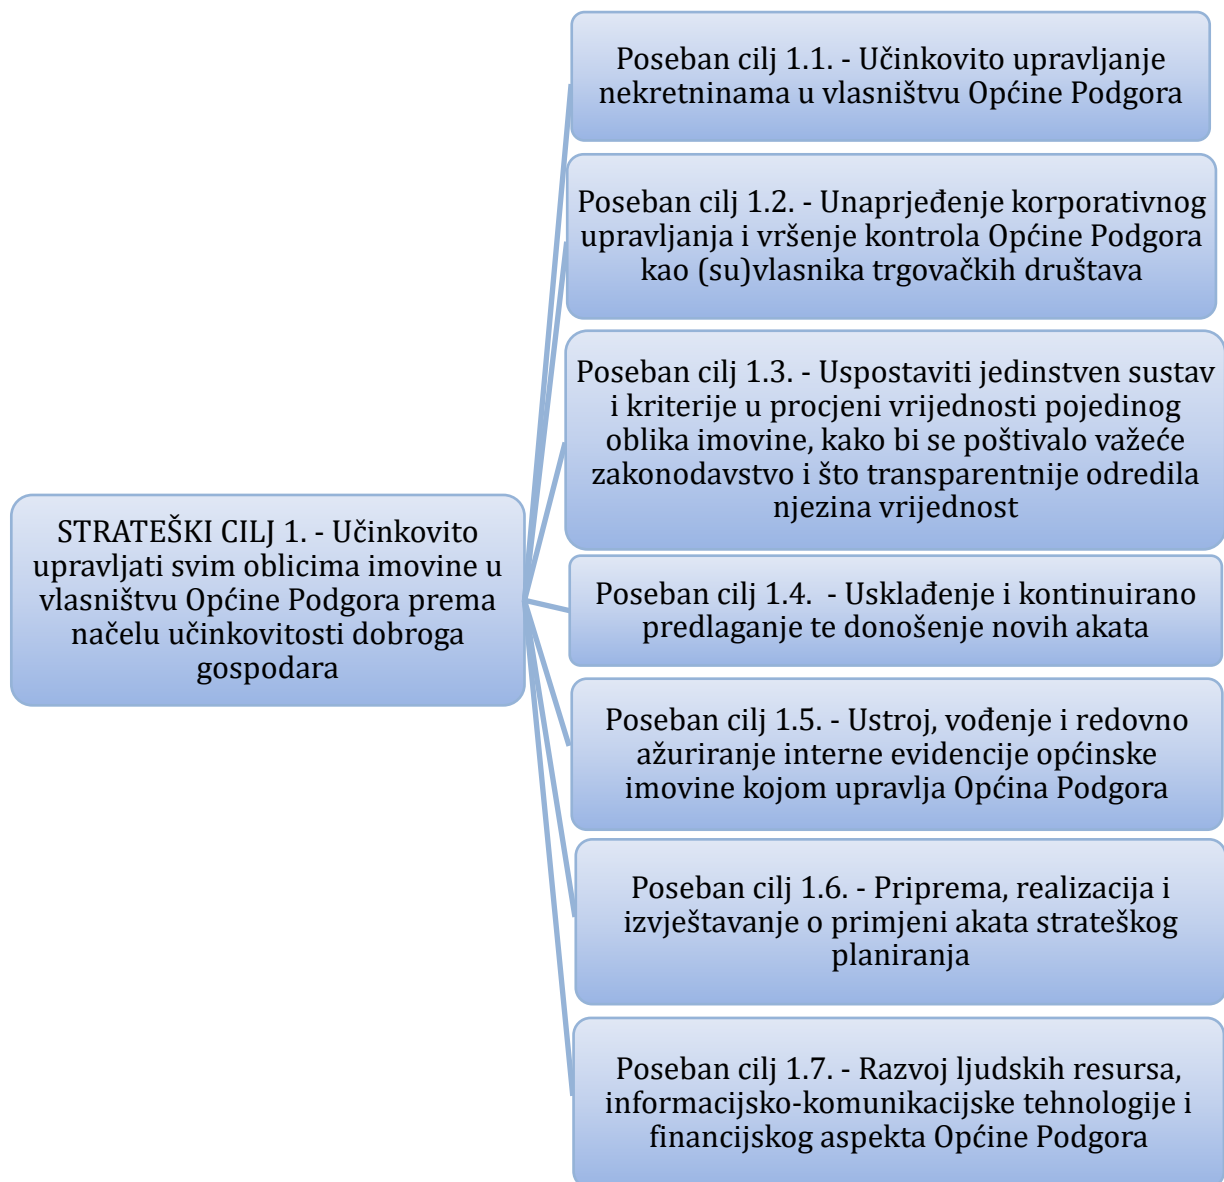 STRATEŠKI CILJ 1. - Učinkovito
upravljati svim oblicima imovine u
vlasništvu Općine Podgora prema
načelu učinkovitosti dobroga
gospodara
Poseban cilj 1.1. - Učinkovito upravljanje
nekretninama u vlasništvu Općine Podgora
Poseban cilj 1.2. - Unaprjeđenje korporativnog
upravljanja i vršenje kontrola Općine Podgora
kao (su)vlasnika trgovačkih društava
Poseban cilj 1.3. - Uspostaviti jedinstven sustav
i kriterije u procjeni vrijednosti pojedinog
oblika imovine, kako bi se poštivalo važeće
zakonodavstvo i što transparentnije odredila
njezina vrijednost
Poseban cilj 1.4.  - Usklađenje i kontinuirano
predlaganje te donošenje novih akata
Poseban cilj 1.5. - Ustroj, vođenje i redovno
ažuriranje interne evidencije općinske
imovine kojom upravlja Općina Podgora
Poseban cilj 1.6. - Priprema, realizacija i
izvještavanje o primjeni akata strateškog
planiranja
Poseban cilj 1.7. - Razvoj ljudskih resursa,
informacijsko-komunikacijske tehnologije i
financijskog aspekta Općine Podgora